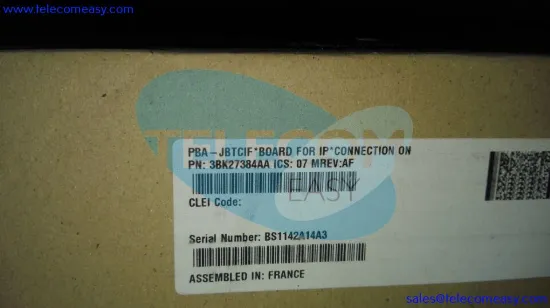 www.telecomeasy.com
TELECOM
EASY
PBA-JBTCIF*BOARD FOR IP*CONNECTION ON
PN: 3BK27384AA ICS: 07 MREV:AF
CLEI Code:
Serial Number: BS1142A14A3
ASSEMBLED IN: FRANCE
sales@telecomeasy.com